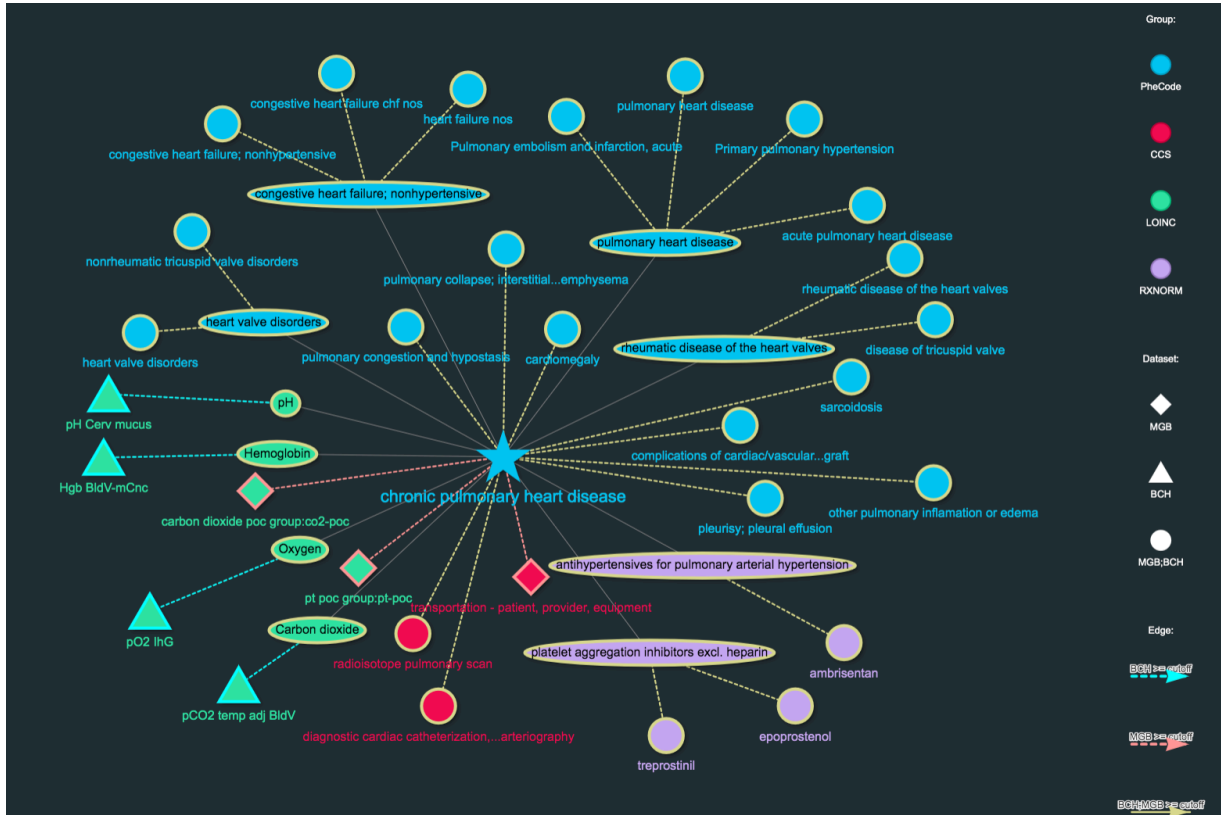 Group:
PheCode
CCS
LOINC
RXNORM
Dataset:
MGB
BCH
MGB;BCH
Edge:
BCH >= cutoff
MGB >= cutoff
BCH;MGB >= cutoff
congestive heart failure chf nos
heart failure nos
congestive heart failure; nonhypertensive
congestive heart failure; nonhypertensive
pulmonary heart disease
Pulmonary embolism and infarction, acute
Primary pulmonary hypertension
pulmonary heart disease
acute pulmonary heart disease
nonrheumatic tricuspid valve disorders
pulmonary collapse; interstitial...emphysema
rheumatic disease of the heart valves
heart valve disorders
heart valve disorders
pulmonary congestion and hypostasis
cardiomegaly
rheumatic disease of the heart valves
disease of tricuspid valve
pH
pH Cerv mucus
sarcoidosis
Hemoglobin
Hgb BldV-mCnc
complications of cardiac/vascular...graft
chronic pulmonary heart disease
carbon dioxide poc group:co2-poc
pleurisy; pleural effusion
other pulmonary inflamation or edema
Oxygen
antihypertensives for pulmonary arterial hypertension
pt poc group:pt-poc
transportation - patient, provider, equipment
pO2 IhG
Carbon dioxide
radioisotope pulmonary scan
platelet aggregation inhibitors excl. heparin
ambrisentan
pCO2 temp adj BldV
diagnostic cardiac catheterization,...arteriography
epoprostenol
treprostinil